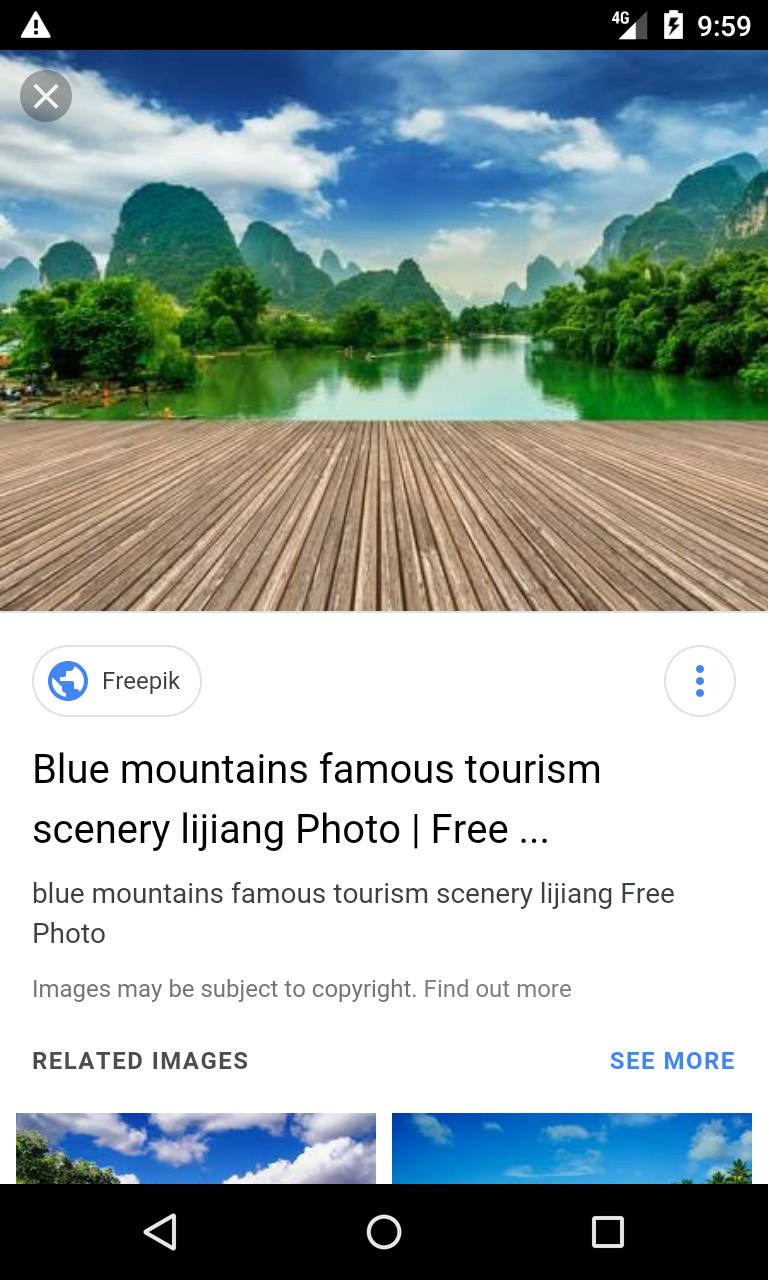 4G 9:59
Freepik
Blue mountains famous tourism
scenery lijiang Photo | Free ...
blue mountains famous tourism scenery lijiang Free
Photo
Images may be subject to copyright. Find out more
RELATED IMAGES SEE MORE